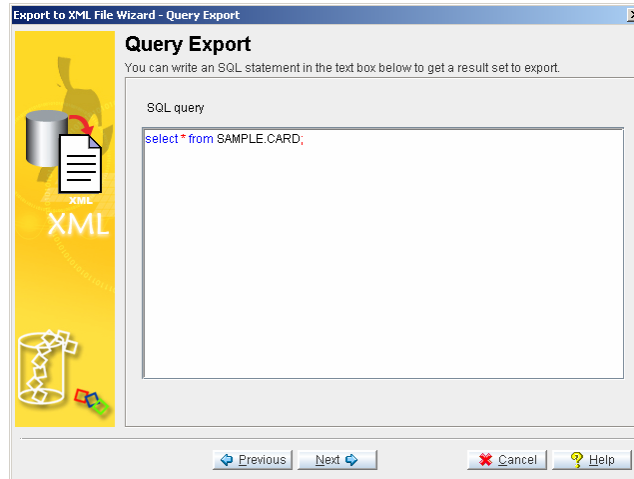 Export to XML File Wizard - Query Export
Query Export
You can write an SQL statement in the text box below to get a result set to export.
SQL query
select * from SAMPLE.CARD;
XML
XML
Previous
Next
Cancel
Help